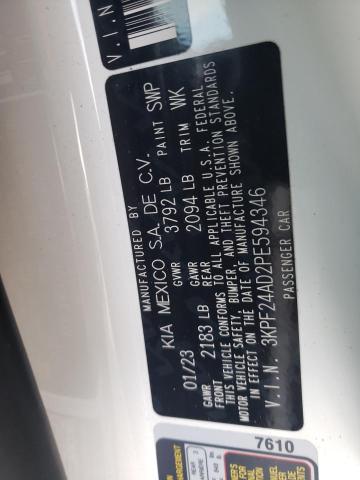 V.I.N
MANUFACTURED BY
KIA MEXICO S.A. DE C.V.
GVWR 3792 LB PAINT SWP
01/23 GAWR REAR 2094 LB TRIM WK
GAWR FRONT 2183 LB
THIS VEHICLE CONFORMS TO ALL APPLICABLE U.S.A. FEDERAL
MOTOR VEHICLE SAFETY, BUMPER, AND THEFT PREVENTION STANDARDS
IN EFFECT ON THE DATE OF MANUFACTURE SHOWN ABOVE.
V.I.N. 3KPF24AD2PE594346
PASSENGER CAR
7610
REAR